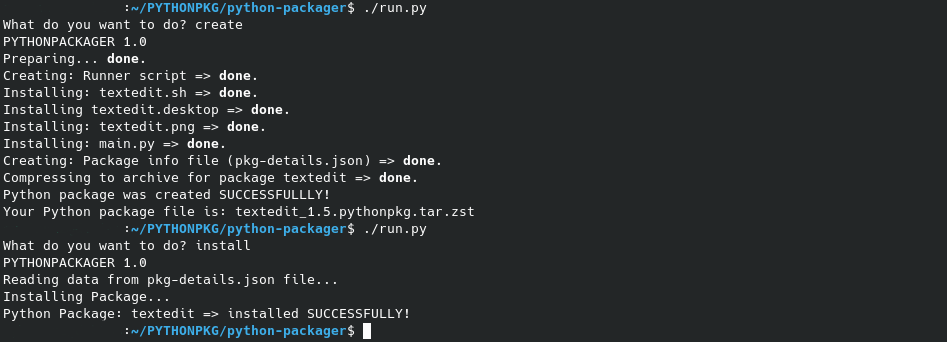 :~/PYTHONPKG/python-packager$ ./run.py
What do you want to do? create
PYTHONPACKAGER 1.0
Preparing... done.
Creating: Runner script => done.
Installing: textedit.sh => done.
Installing textedit.desktop => done.
Installing: textedit.png => done.
Installing: main.py => done.
Creating: Package info file (pkg-details.json) => done.
Compressing to archive for package textedit => done.
Python package was created SUCCESSFULLLY!
Your Python package file is: textedit_1.5.pythonpkg.tar.zst
:~/PYTHONPKG/python-packager$ ./run.py
What do you want to do? install
PYTHONPACKAGER 1.0
Reading data from pkg-details.json file...
Installing Package...
Python Package: textedit => installed SUCCESSFULLY!
:~/PYTHONPKG/python-packager$